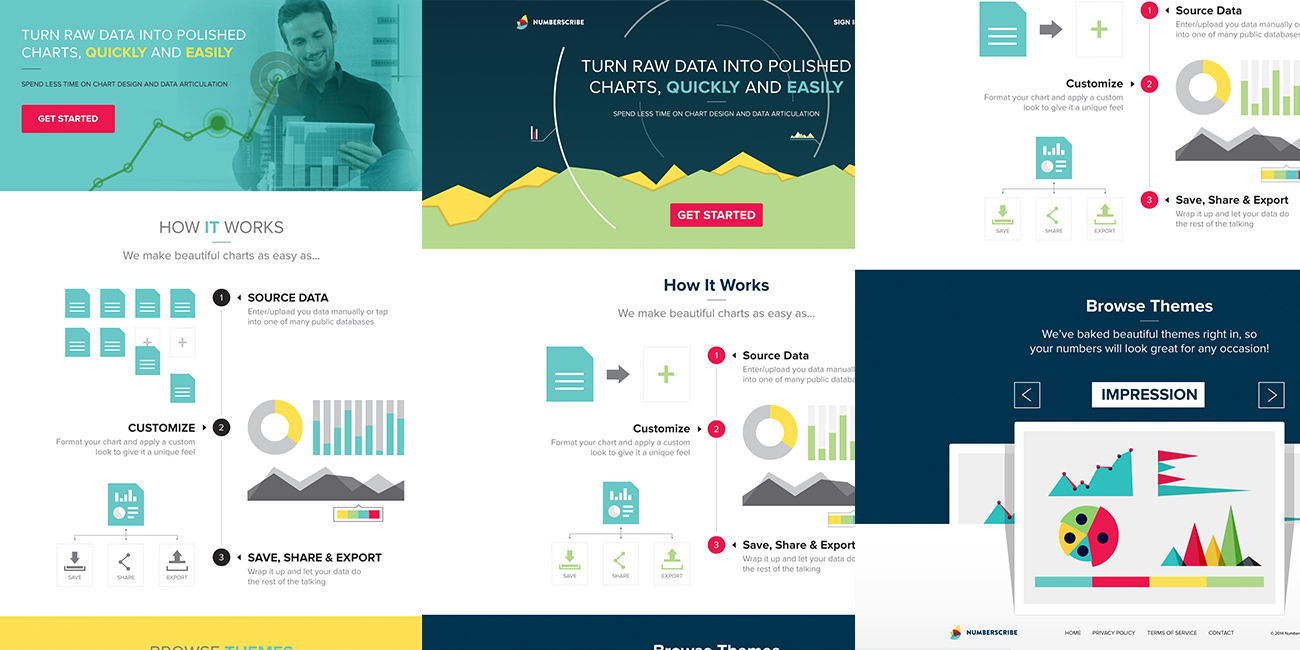 TURN RAW DATA INTO POLISHED
CHARTS, QUICKLY AND EASILY
SPEND LESS TIME ON CHART DESIGN AND DATA ARTICULATION
GET STARTED
HOW IT WORKS
We make beautiful charts as easy as...
1
SOURCE DATA
Enter/upload you data manually or tap
into one of many public databases
CUSTOMIZE
2
Format your chart and apply a custom
look to give it a unique feel
3
SAVE, SHARE & EXPORT
Wrap it up and let your data do
the rest of the talking
SAVE
SHARE
EXPORT
BROWSE THEMES
NUMBERSCRIBE
SIGN I
TURN RAW DATA INTO POLISHED
CHARTS, QUICKLY AND EASILY
SPEND LESS TIME ON CHART DESIGN AND DATA ARTICULATION
GET STARTED
How It Works
We make beautiful charts as easy as...
1
Source Data
Enter/upload you data manuall
into one of many public databa
Customize
2
Format your chart and apply a custom
look to give it a unique feel
3
Save, Share & Export
Wrap it up and let your data do
the rest of the talking
SAVE
SHARE
EXPORT
Browse Themes
1
Source Data
Enter/upload you data manually o
into one of many public databases
Customize
2
Format your chart and apply a custom
look to give it a unique feel
3
Save, Share & Export
Wrap it up and let your data do
the rest of the talking
SAVE
SHARE
EXPORT
Browse Themes
We've baked beautiful themes right in, so
your numbers will look great for any occasion!
IMPRESSION
NUMBERSCRIBE
HOME
PRIVACY POLICY
TERMS OF SERVICE
CONTACT
© 2014 Number